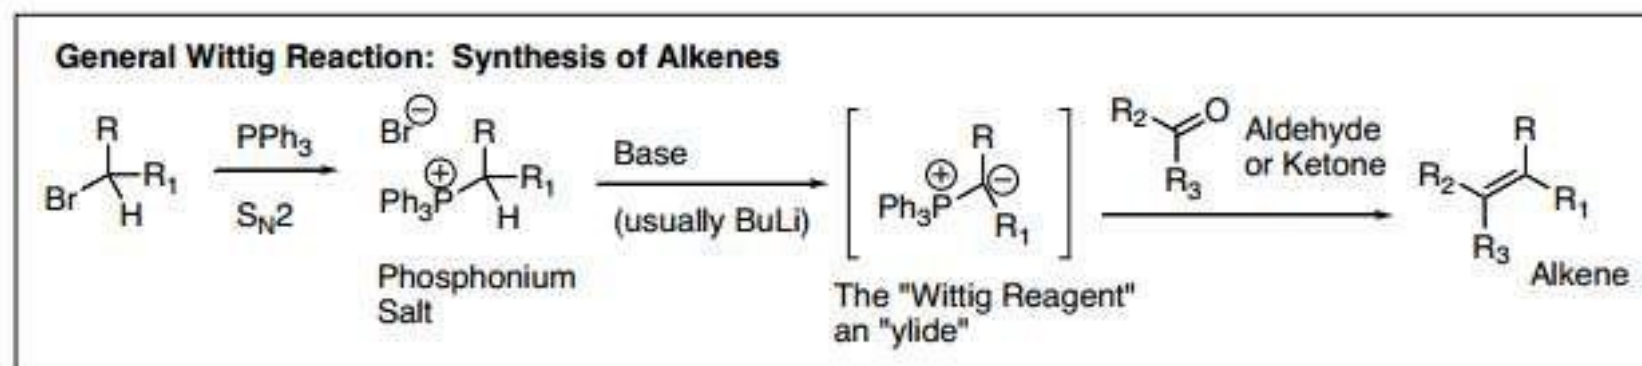 General Wittig Reaction: Synthesis of Alkenes
R
Br
R₁
H
PPh₃
Sɴ2
Br⊖
R
⊕
Ph₃P
R₁
H
Phosphonium
Salt
Base
(usually BuLi)
R
⊕
⊖
Ph₃P
R₁
The "Wittig Reagent"
an "ylide"
R₂
O
R₃
Aldehyde
or Ketone
R
R₂
R₁
R₃
Alkene